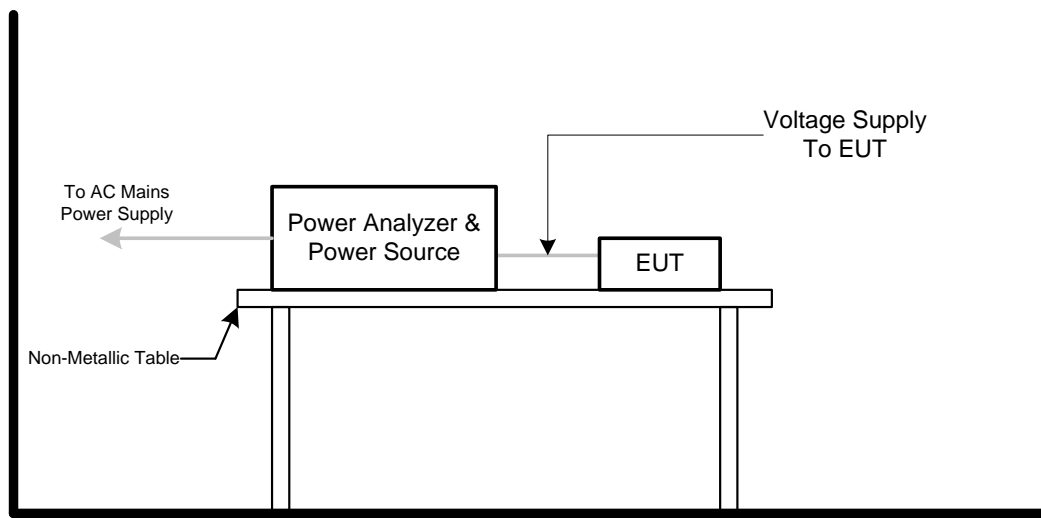 Voltage Supply
To EUT
To AC Mains
Power Supply
Power Analyzer &
Power Source
EUT
Non-Metallic Table